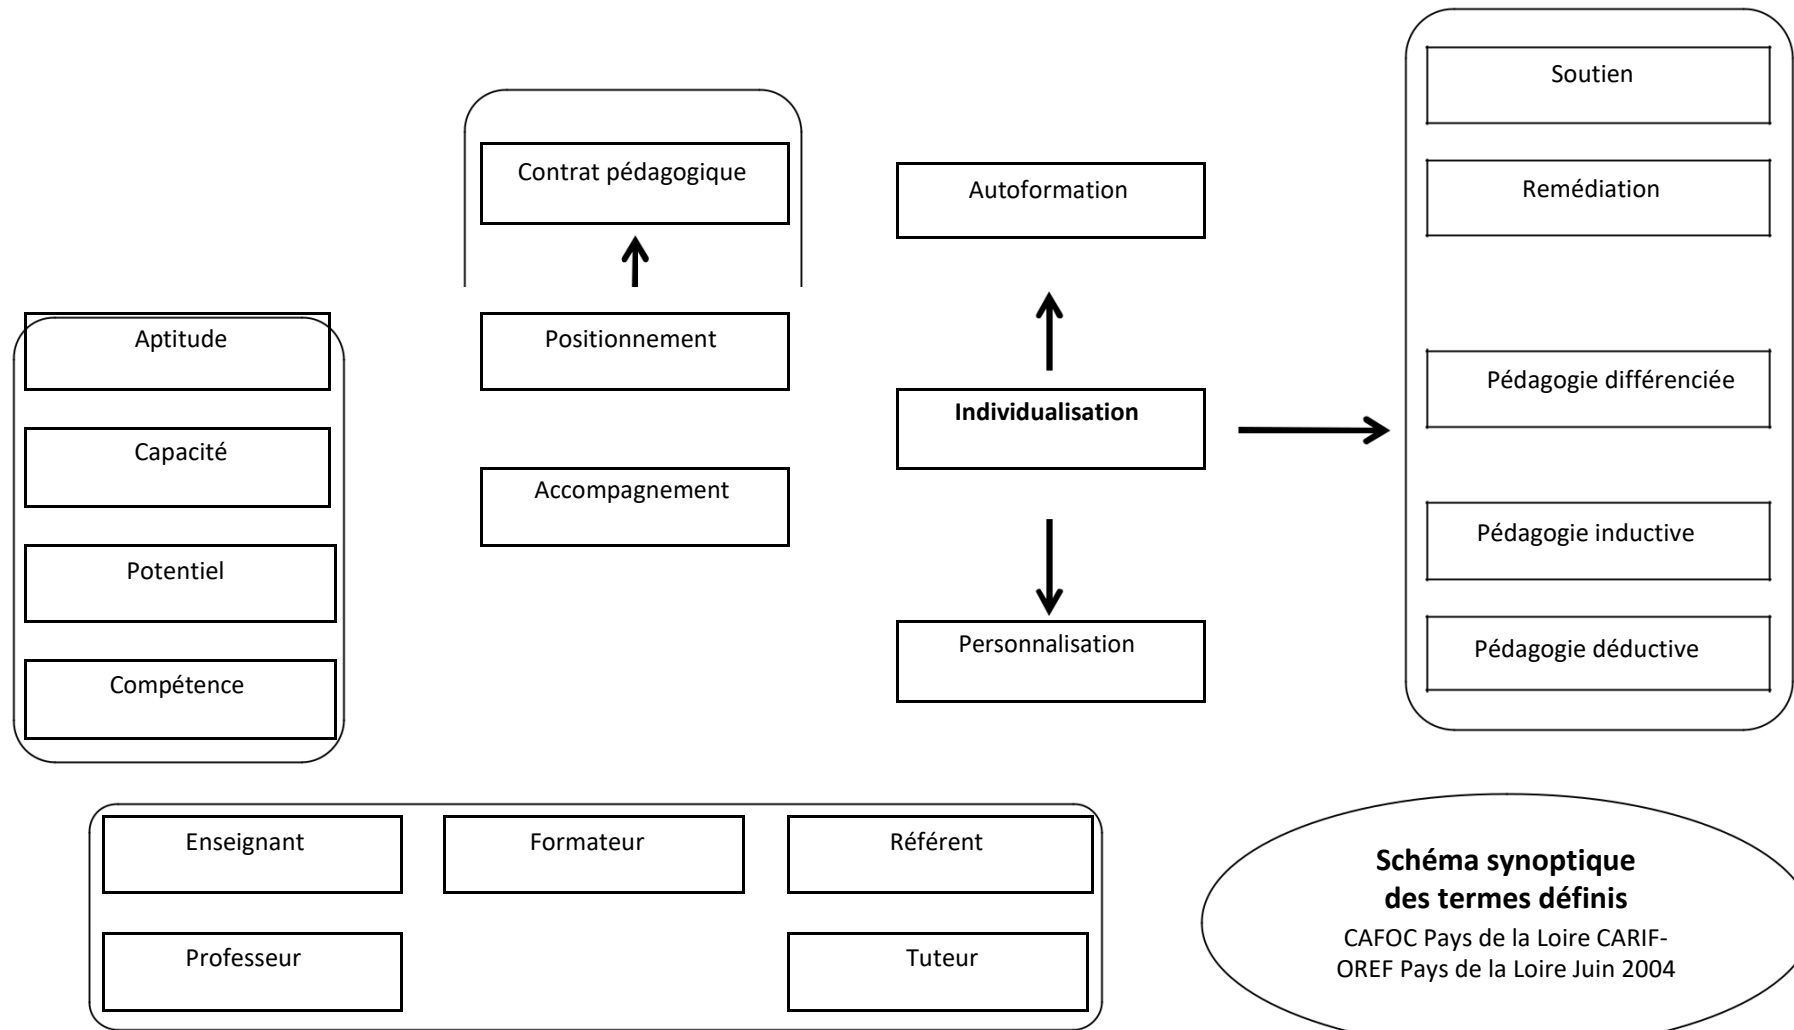 Soutien
Contrat pédagogique
Autoformation
Remédiation
Aptitude
Positionnement
Pédagogie différenciée
Individualisation
Capacité
Accompagnement
Pédagogie inductive
Potentiel
Personnalisation
Pédagogie déductive
Compétence
Enseignant
Formateur
Référent
Professeur
Tuteur
Schéma synoptique
des termes définis
CAFOC Pays de la Loire CARIF-
OREF Pays de la Loire Juin 2004